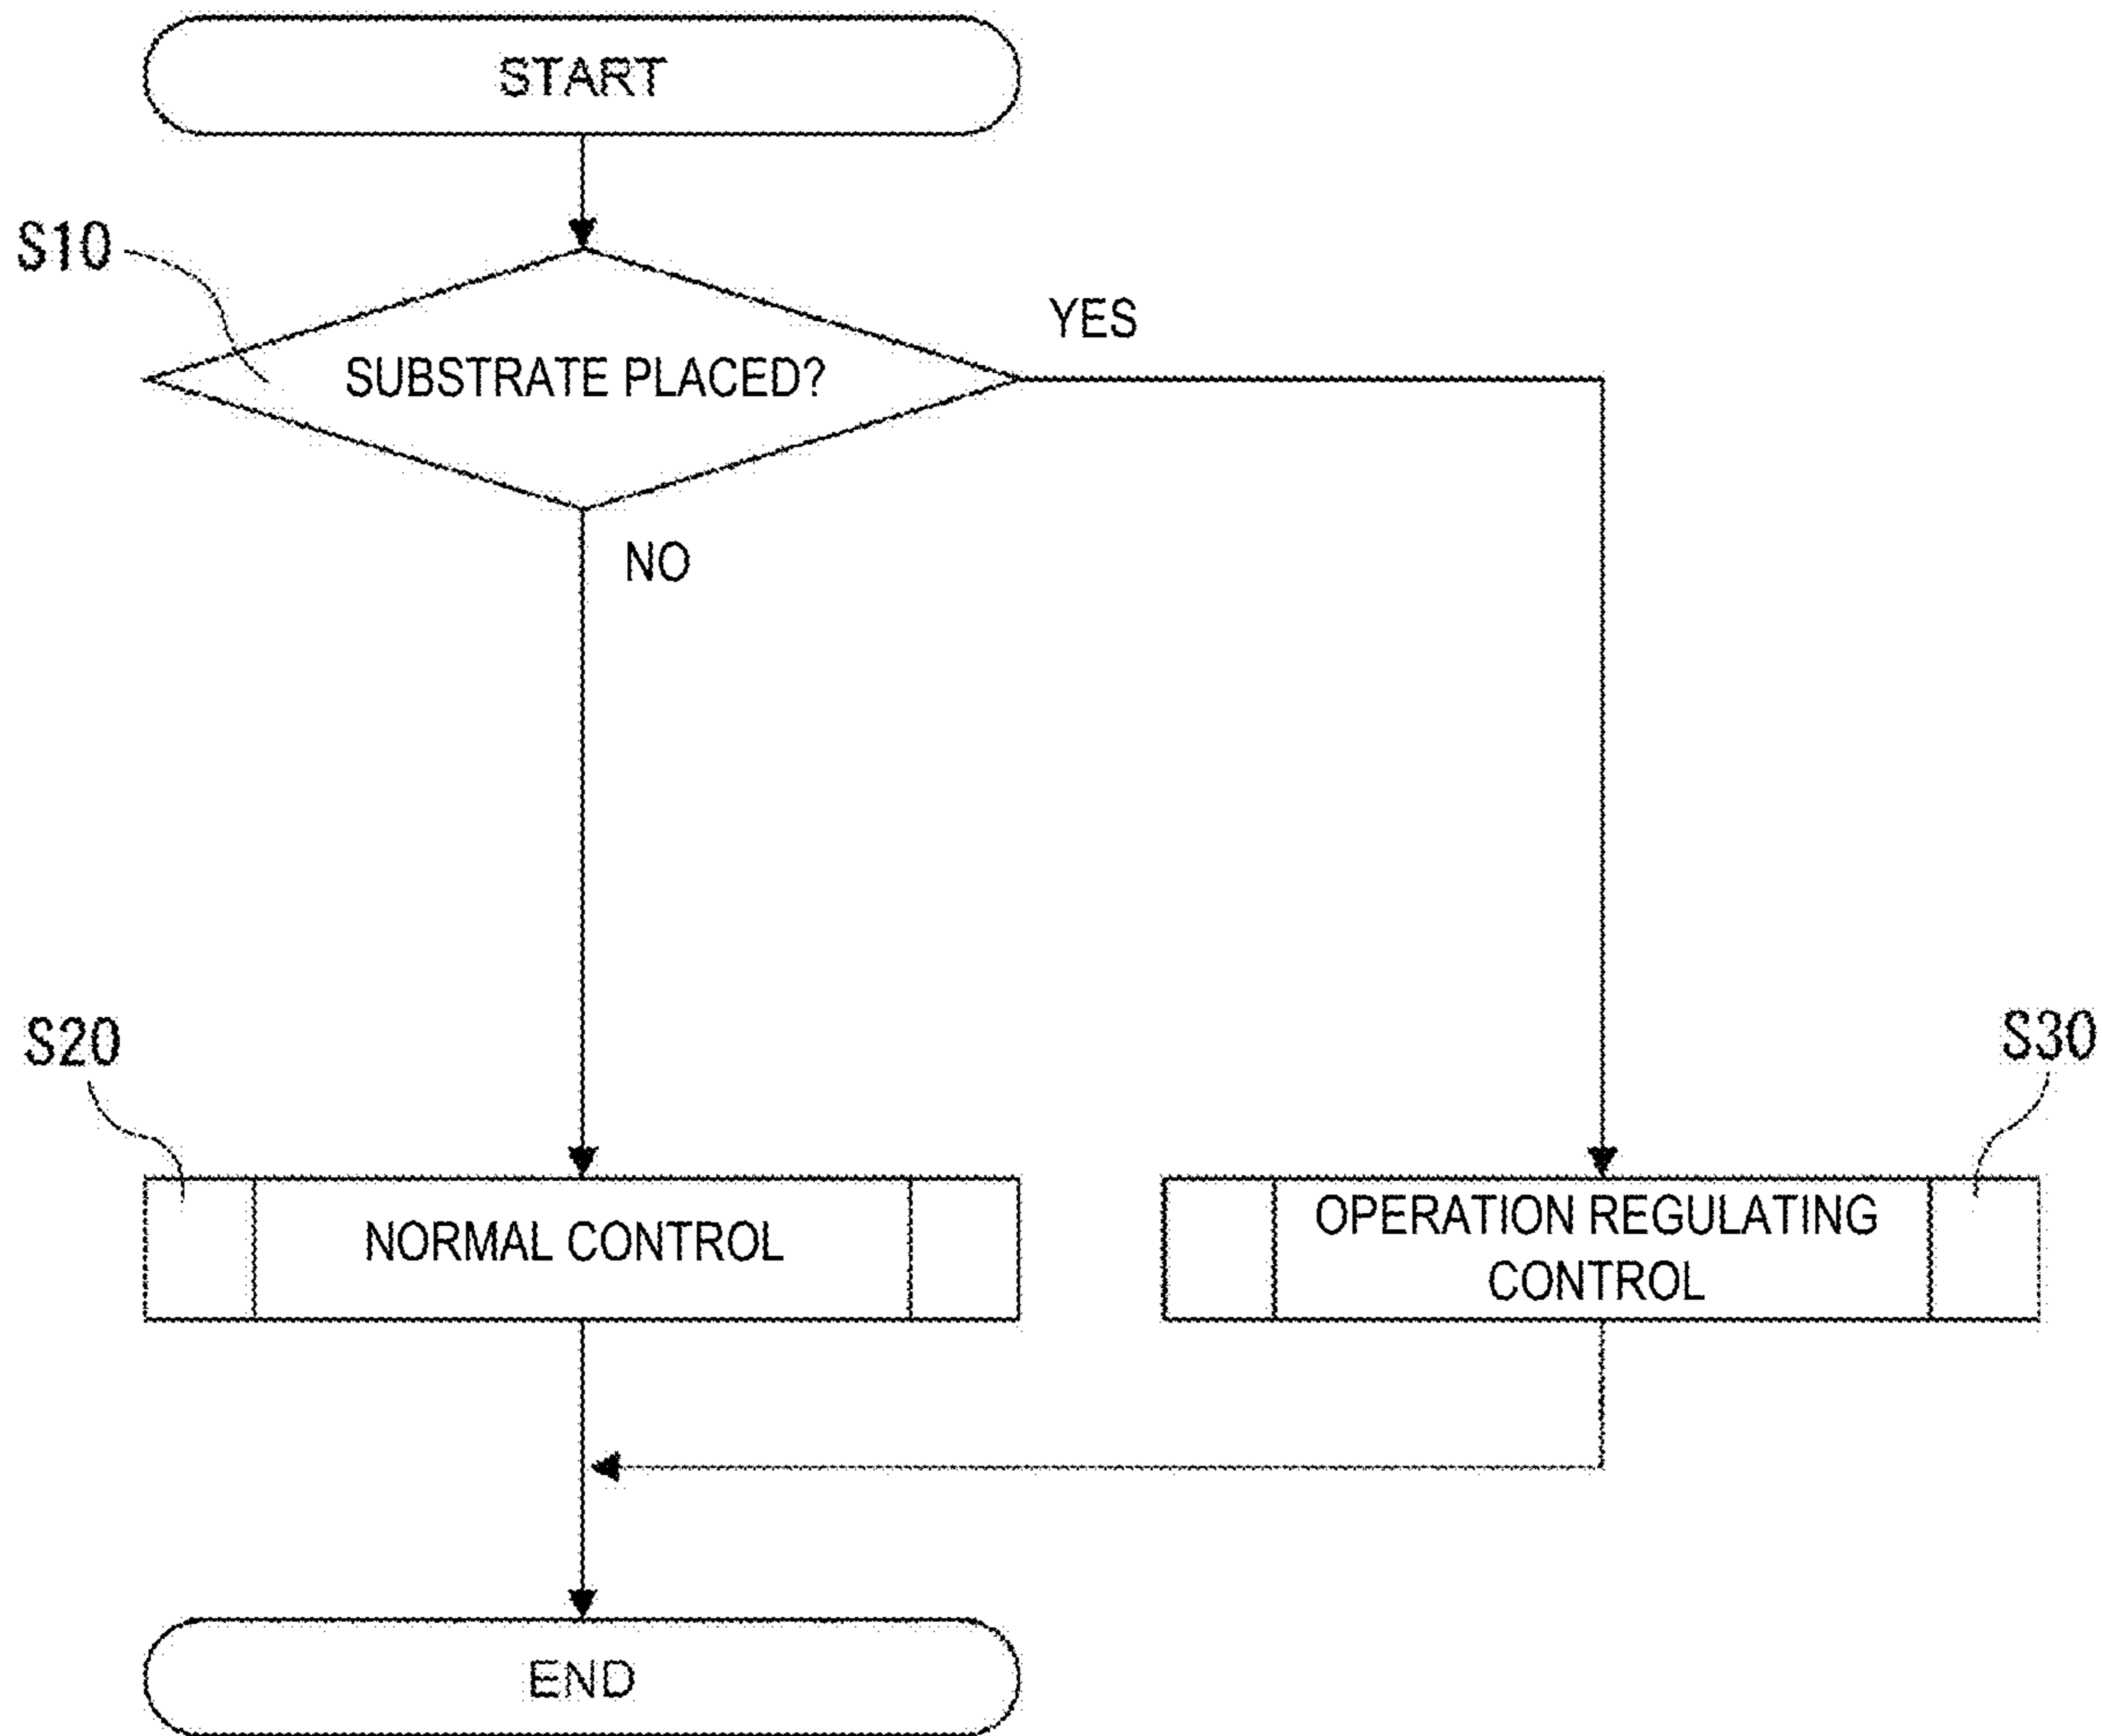 START
S10
YES
SUBSTRATE PLACED?
NO
S20
S30
NORMAL CONTROL
OPERATION REGULATING
CONTROL
END